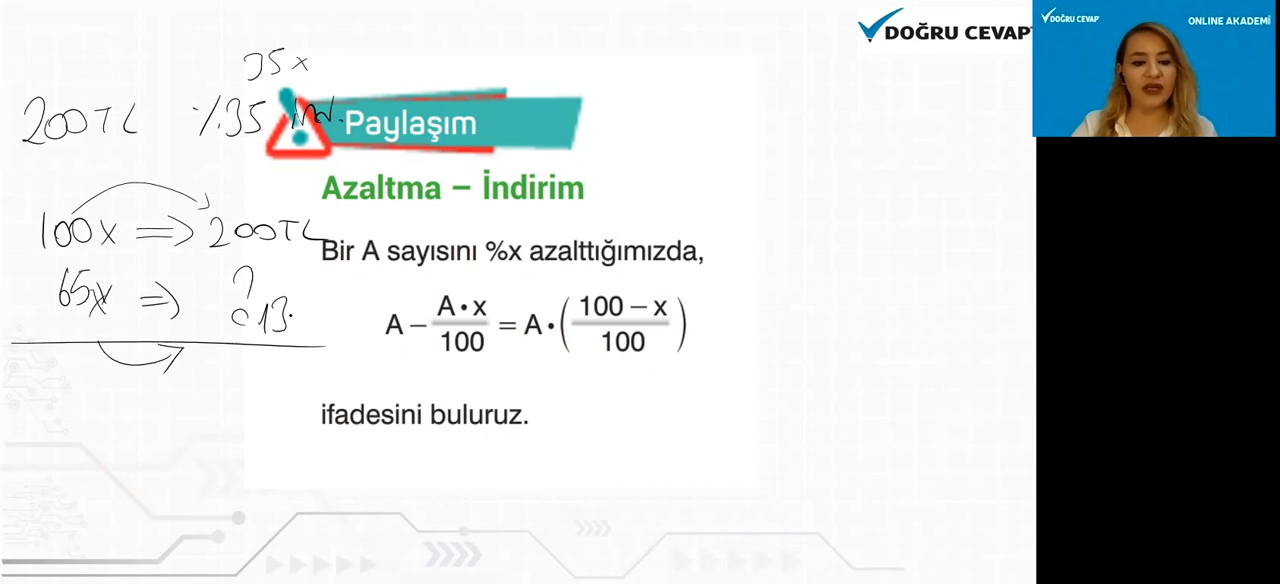 DOĞRU CEVAP
DOĞRU CEVAP
ONLINE AKADEMİ
35x
200TL %35 ind.
Paylaşım
Azaltma – İndirim
100x => 200TL
65x => ?
Bir A sayısını %x azalttığımızda,
A – A • x / 100 = A • ( 100 – x / 100 )
ifadesini buluruz.